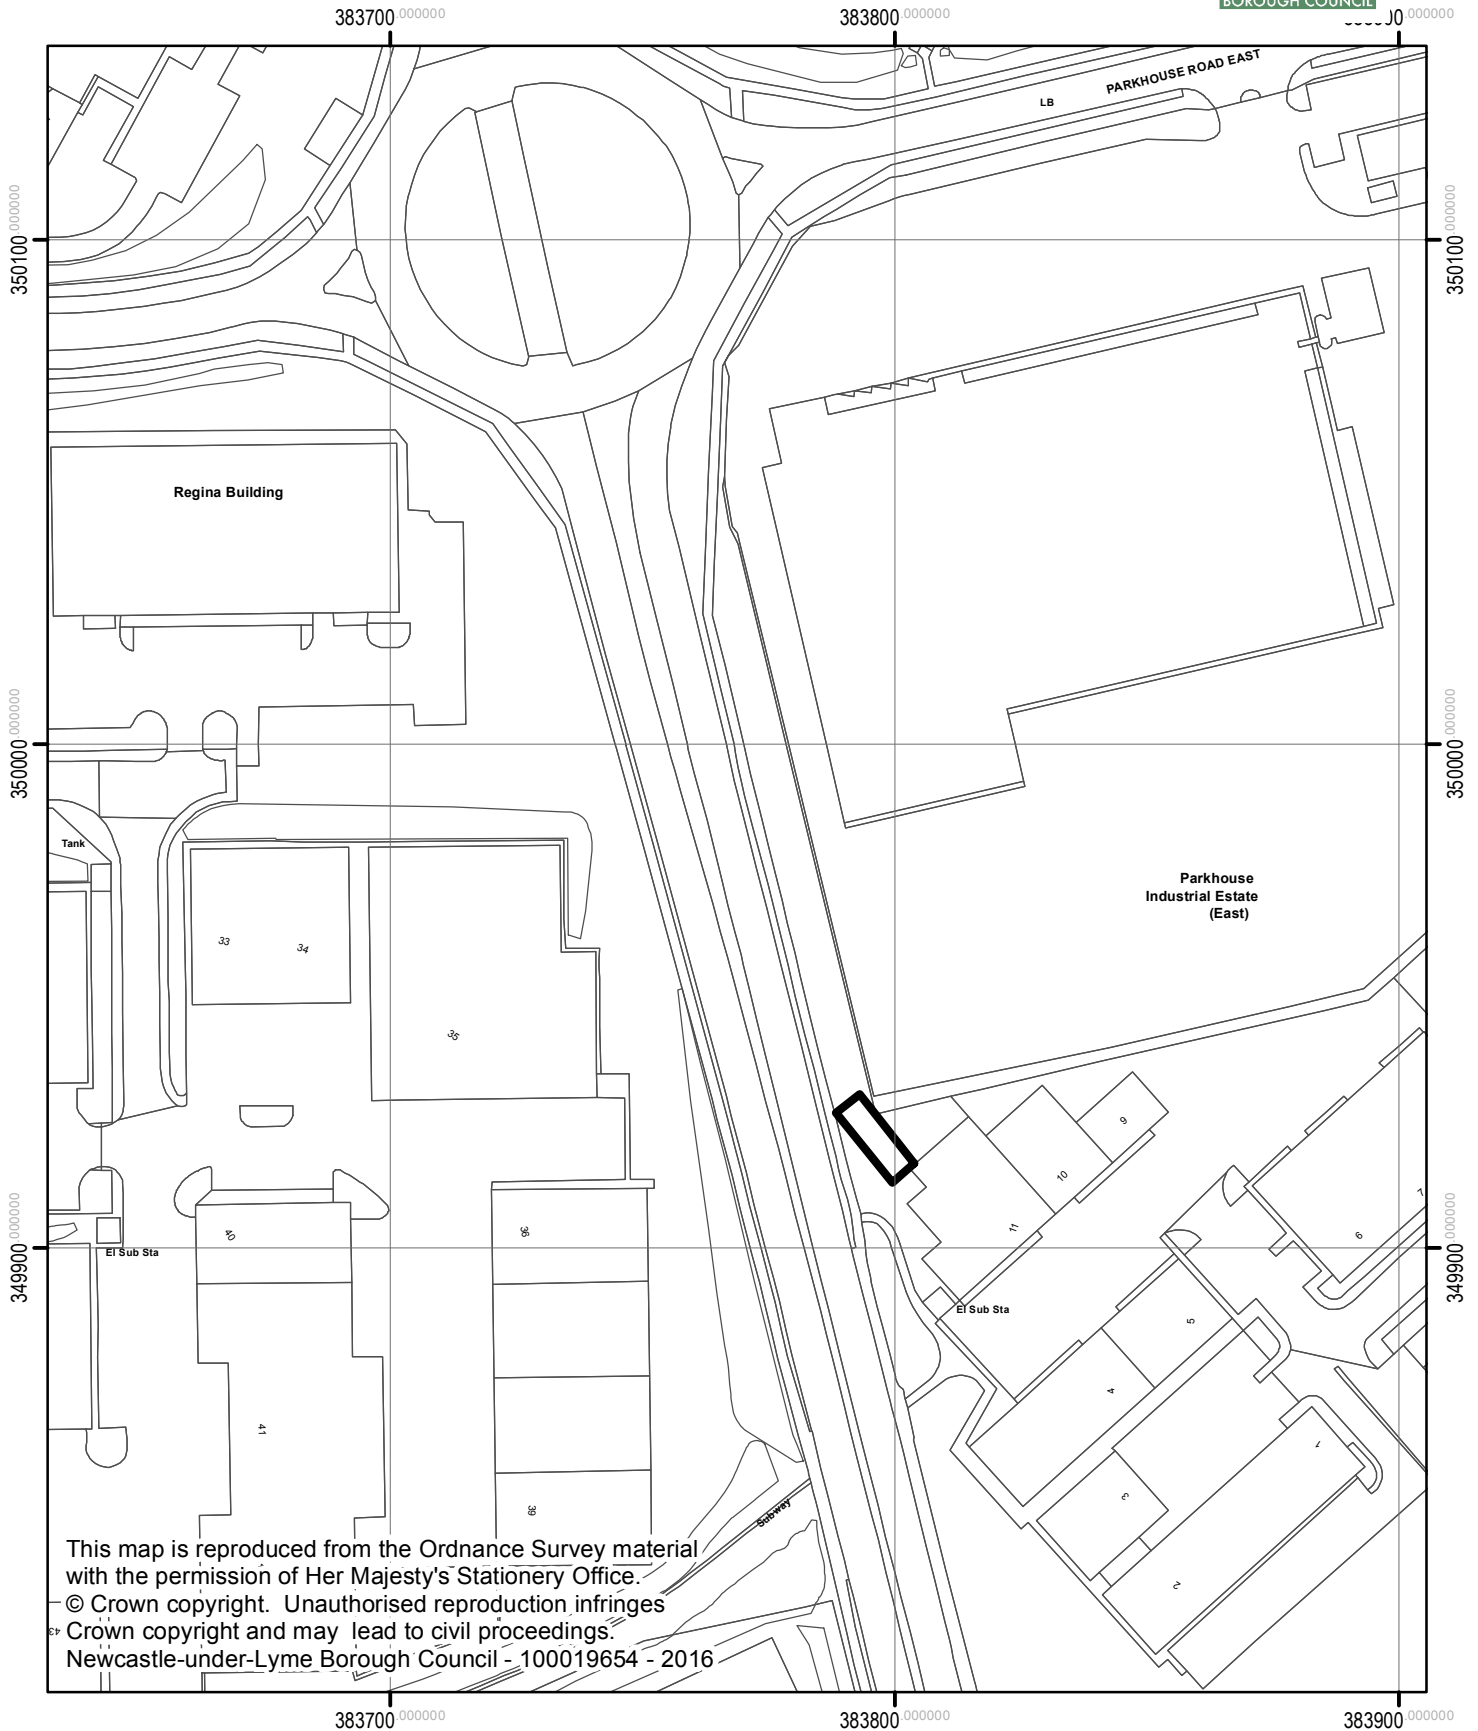 BOROUGH COUNCIL
383700.000000
383800.000000
.000000
PARKHOUSE ROAD EAST
LB
350100.000000
350100.000000
Regina Building
350000.000000
350000.000000
Tank
Parkhouse
Industrial Estate
(East)
33
34
35
9
10
11
7
6
36
40
349900.000000
349900.000000
El Sub Sta
El Sub Sta
5
4
41
1
3
39
Subway
2
43
This map is reproduced from the Ordnance Survey material
with the permission of Her Majesty's Stationery Office.
© Crown copyright. Unauthorised reproduction infringes
Crown copyright and may lead to civil proceedings.
Newcastle-under-Lyme Borough Council - 100019654 - 2016
383700.000000
383800.000000
383900.000000